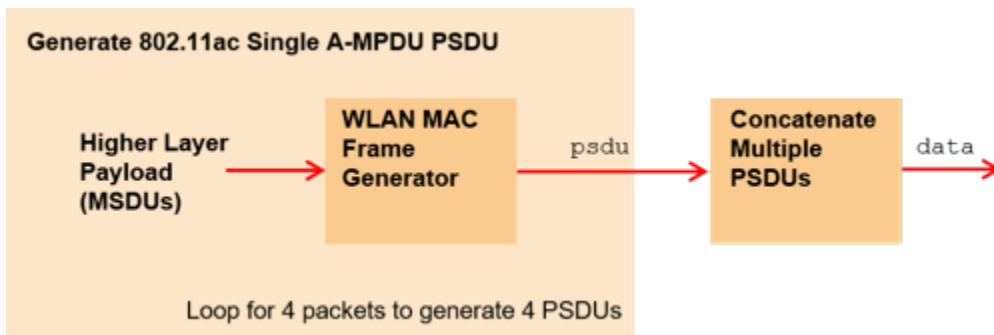 Generate 802.11ac Single A-MPDU PSDU
Higher Layer
Payload
(MSDUs)
WLAN MAC
Frame
Generator
psdu
Concatenate
Multiple
PSDUs
data
Loop for 4 packets to generate 4 PSDUs